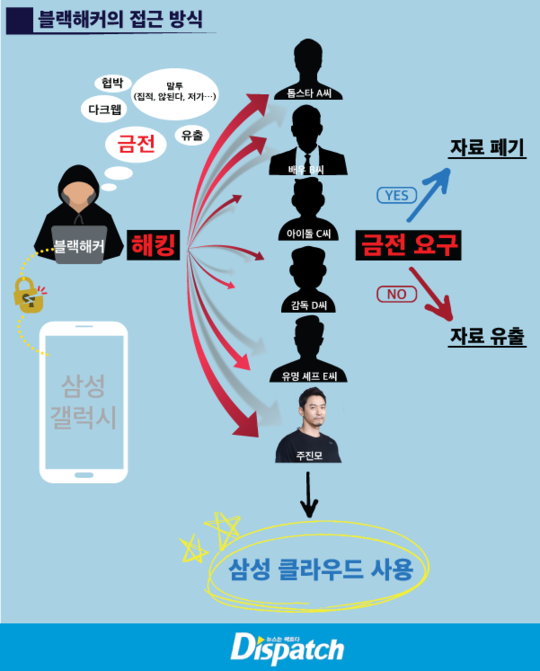 블랙해커의 접근 방식
협박
말투
(집적, 않된다, 저가…)
다크웹
금전
유출
블랙해커
해킹
톱스타 A씨
배우 B씨
아이돌 C씨
감독 D씨
유명 셰프 E씨
주진모
금전 요구
YES
자료 폐기
NO
자료 유출
삼성
갤럭시
삼성 클라우드 사용
뉴스는 팩트다
Dispatch